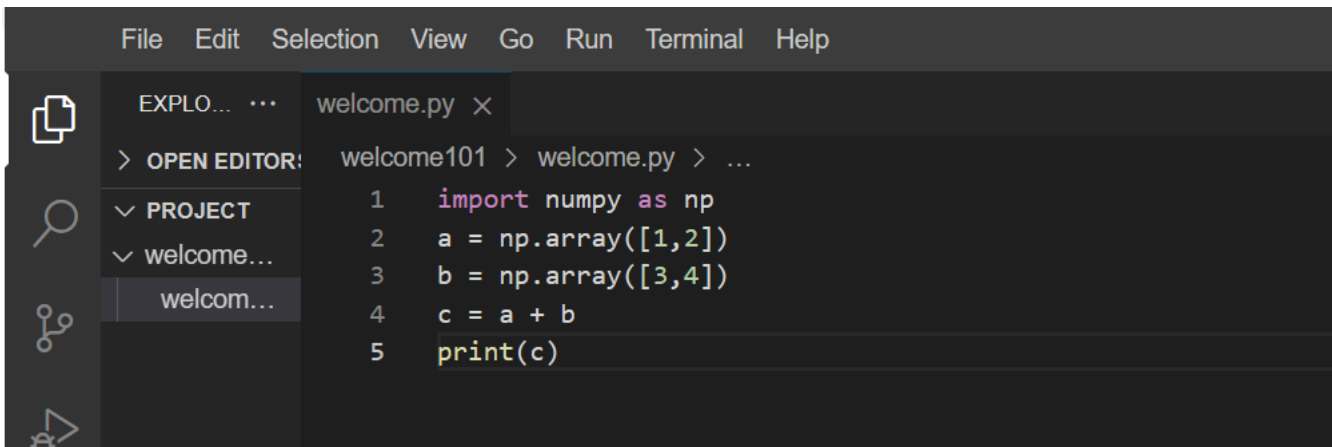 File Edit Selection View Go Run Terminal Help
EXPLO... ···
welcome.py ×
> OPEN EDITORS
PROJECT
welcome...
welcom...
welcome101 > welcome.py > ...
1 import numpy as np
2 a = np.array([1,2])
3 b = np.array([3,4])
4 c = a + b
5 print(c)